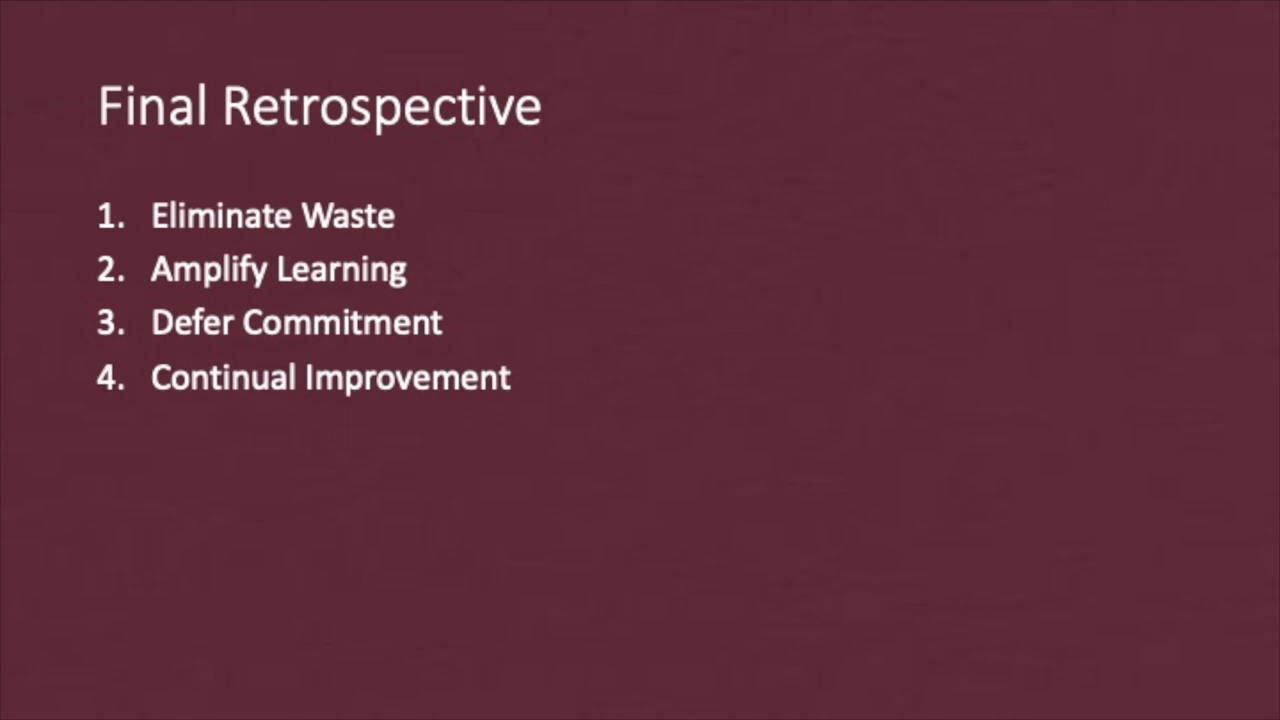 Final Retrospective
1. Eliminate Waste
2. Amplify Learning
3. Defer Commitment
4. Continual Improvement